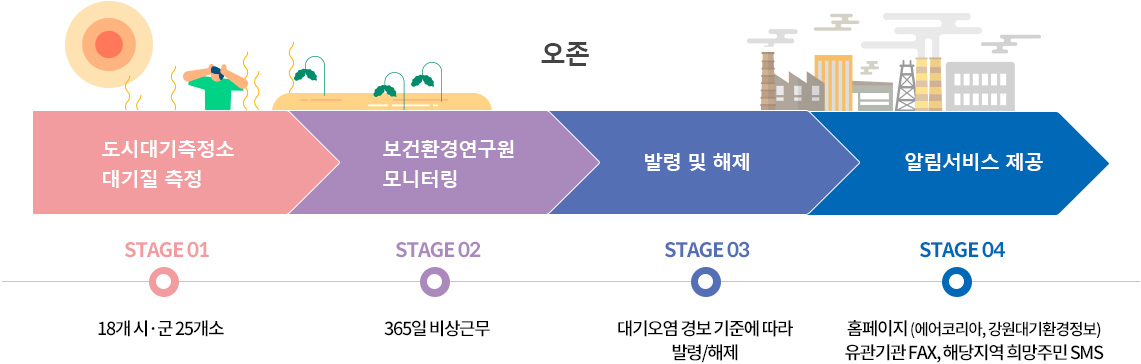 오존
도시대기측정소
대기질 측정
보건환경연구원
모니터링
발령 및 해제
알림서비스 제공
STAGE 01
STAGE 02
STAGE 03
STAGE 04
18개 시·군 25개소
365일 비상근무
대기오염 경보 기준에 따라
발령/해제
홈페이지 (에어코리아, 강원대기환경정보)
유관기관 FAX, 해당지역 희망주민 SMS